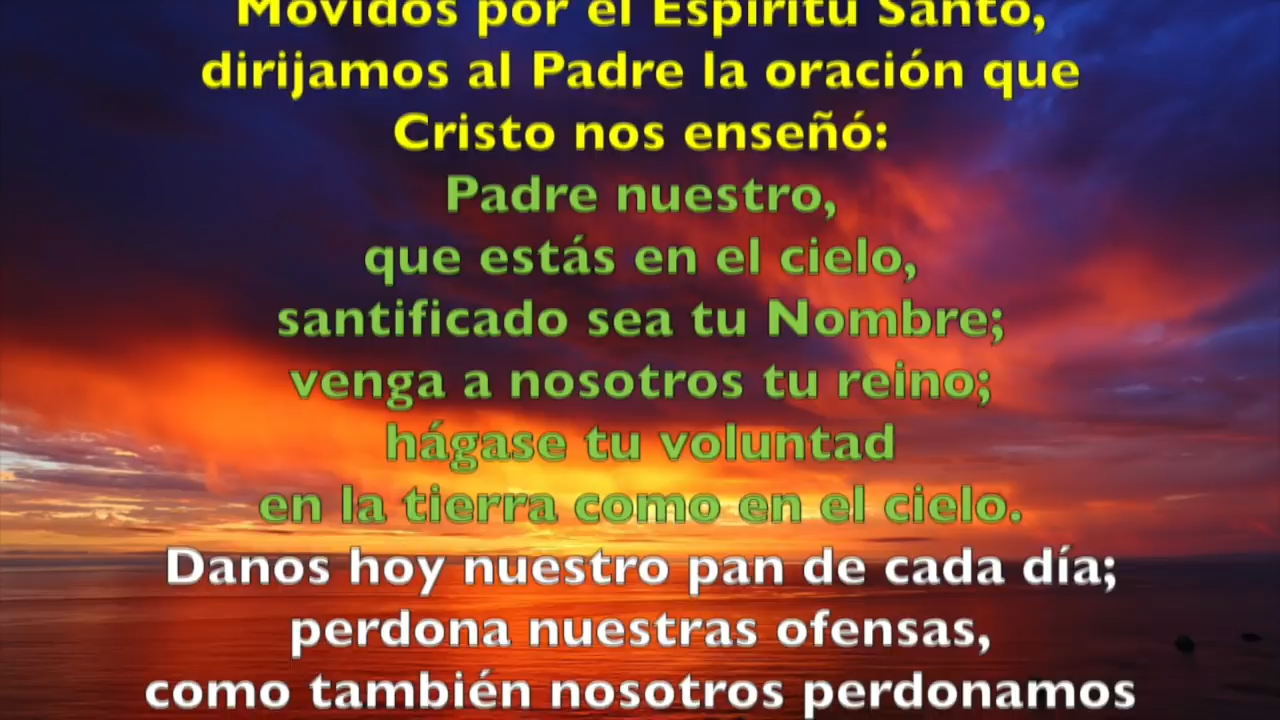 Movidos por el Espíritu Santo,
dirijamos al Padre la oración que
Cristo nos enseñó:
Padre nuestro,
que estás en el cielo,
santificado sea tu Nombre;
venga a nosotros tu reino;
hágase tu voluntad
en la tierra como en el cielo.
Danos hoy nuestro pan de cada día;
perdona nuestras ofensas,
como también nosotros perdonamos